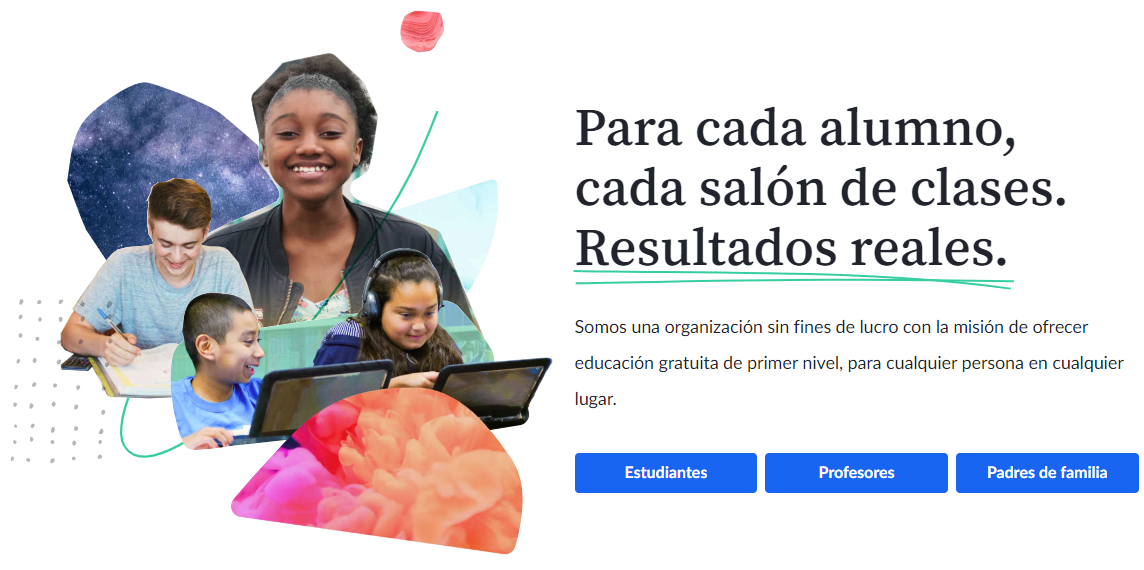 Para cada alumno,
cada salón de clases.
Resultados reales.
Somos una organización sin fines de lucro con la misión de ofrecer
educación gratuita de primer nivel, para cualquier persona en cualquier
lugar.
Estudiantes
Profesores
Padres de familia